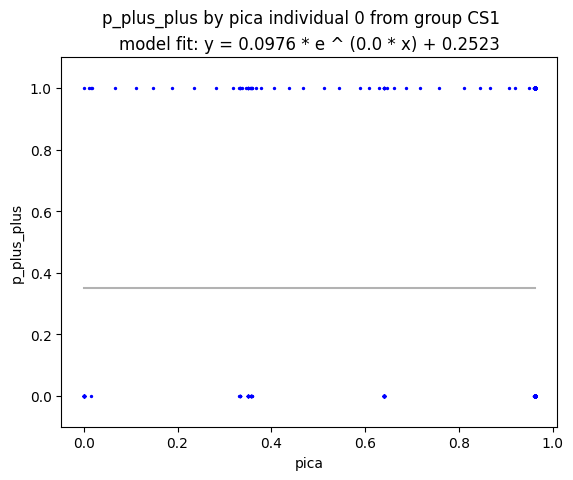 p_plus_plus by pica individual 0 from group CS1
model fit: y = 0.0976 * e ^ (0.0 * x) + 0.2523
1.0
0.8
0.6
0.4
0.2
0.0
p_plus_plus
0.0 0.2 0.4 0.6 0.8 1.0
pica